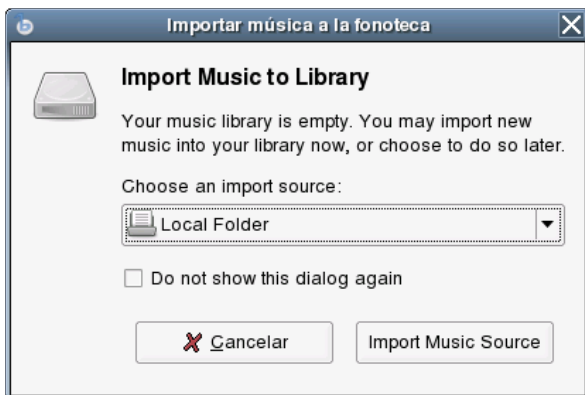 Importar música a la fonoteca
Import Music to Library
Your music library is empty. You may import new
music into your library now, or choose to do so later.
Choose an import source:
Local Folder
Do not show this dialog again
Cancelar
Import Music Source